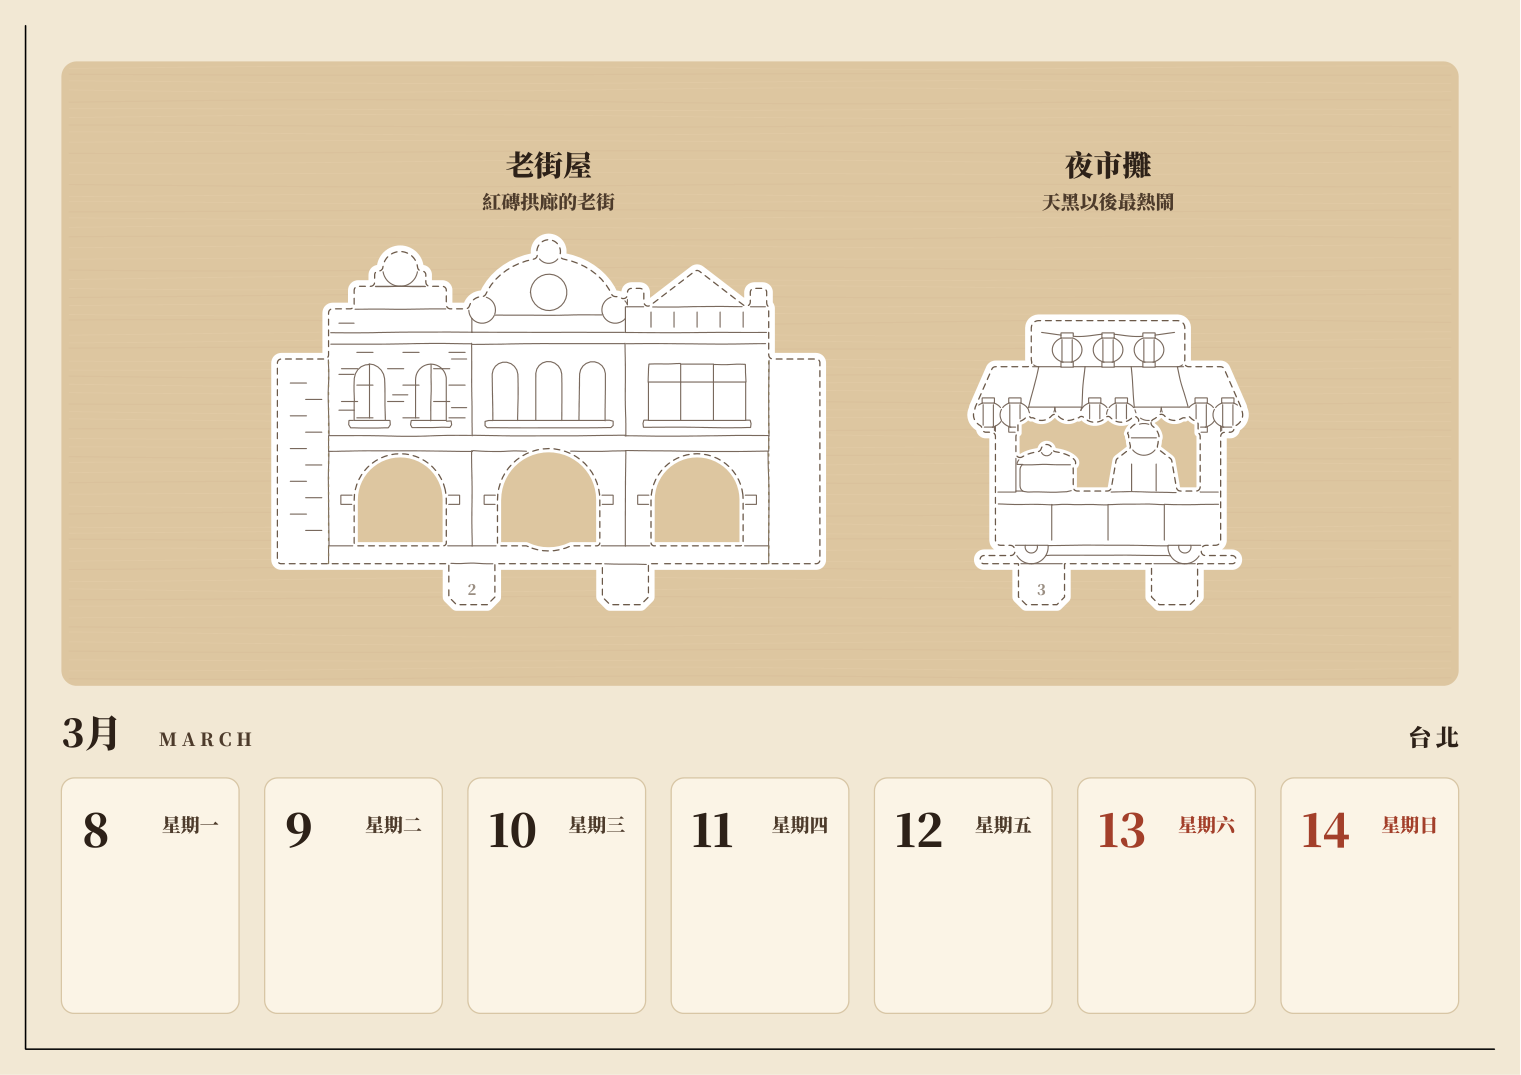 老街屋
紅磚拱廊的老街
夜市攤
天黑以後最熱鬧
2
3
3月 MARCH
台北
8 星期一
9 星期二
10 星期三
11 星期四
12 星期五
13 星期六
14 星期日